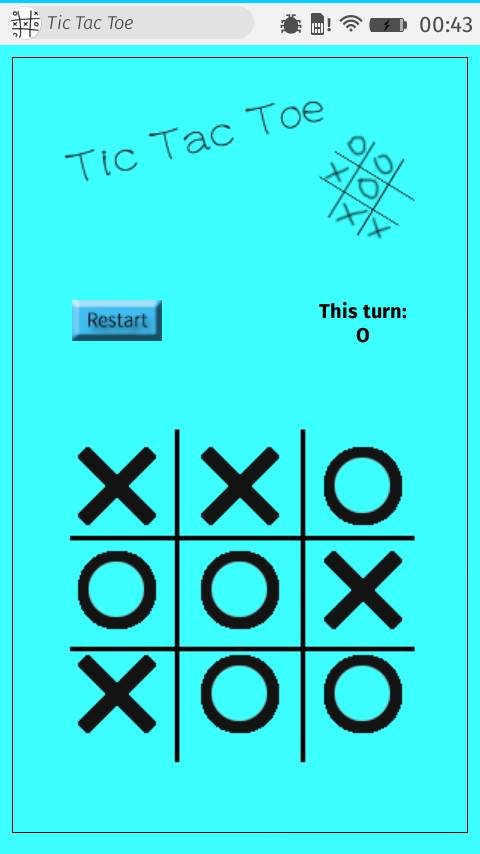 Tic Tac Toe
00:43
Tic Tac Toe
Restart
This turn:
O
X X O
O O X
X O O